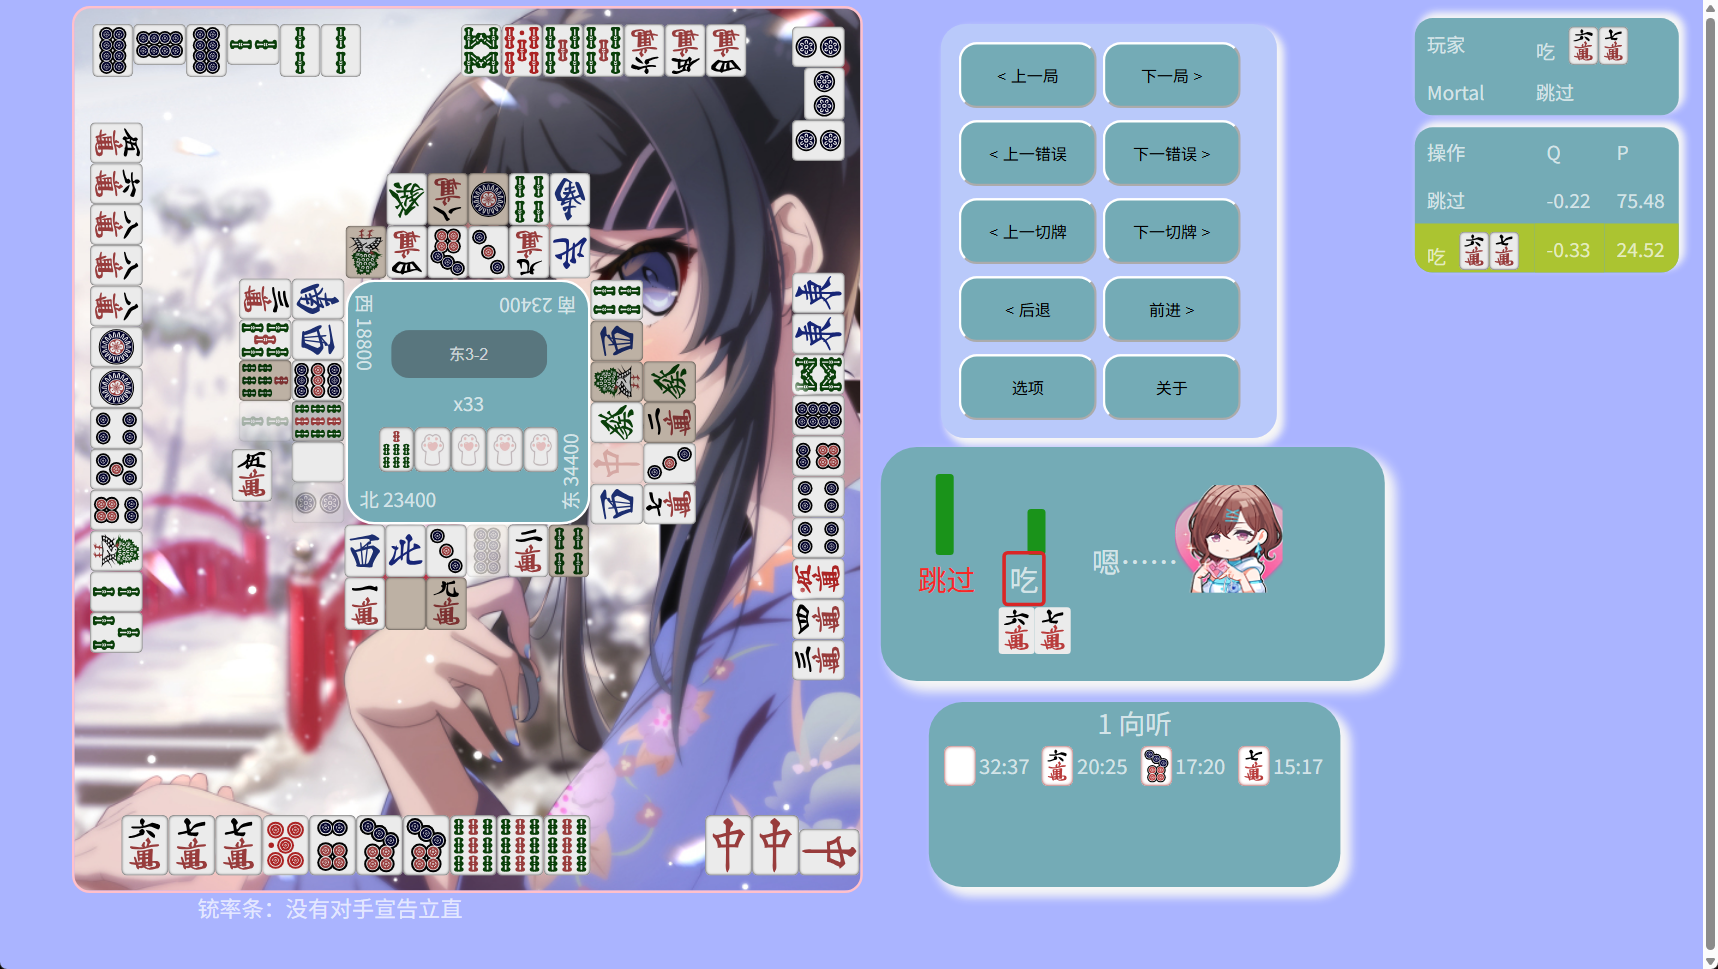 西 18800
南 23400
东3-2
x33
东 34400
北 23400
铳率条：没有对手宣告立直
< 上一局
下一局 >
< 上一错误
下一错误 >
< 上一切牌
下一切牌 >
< 后退
前进 >
选项
关于
跳过
吃
嗯……
1 向听
32:37
20:25
17:20
15:17
玩家 吃
Mortal 跳过
操作 Q P
跳过 -0.22 75.48
吃 -0.33 24.52